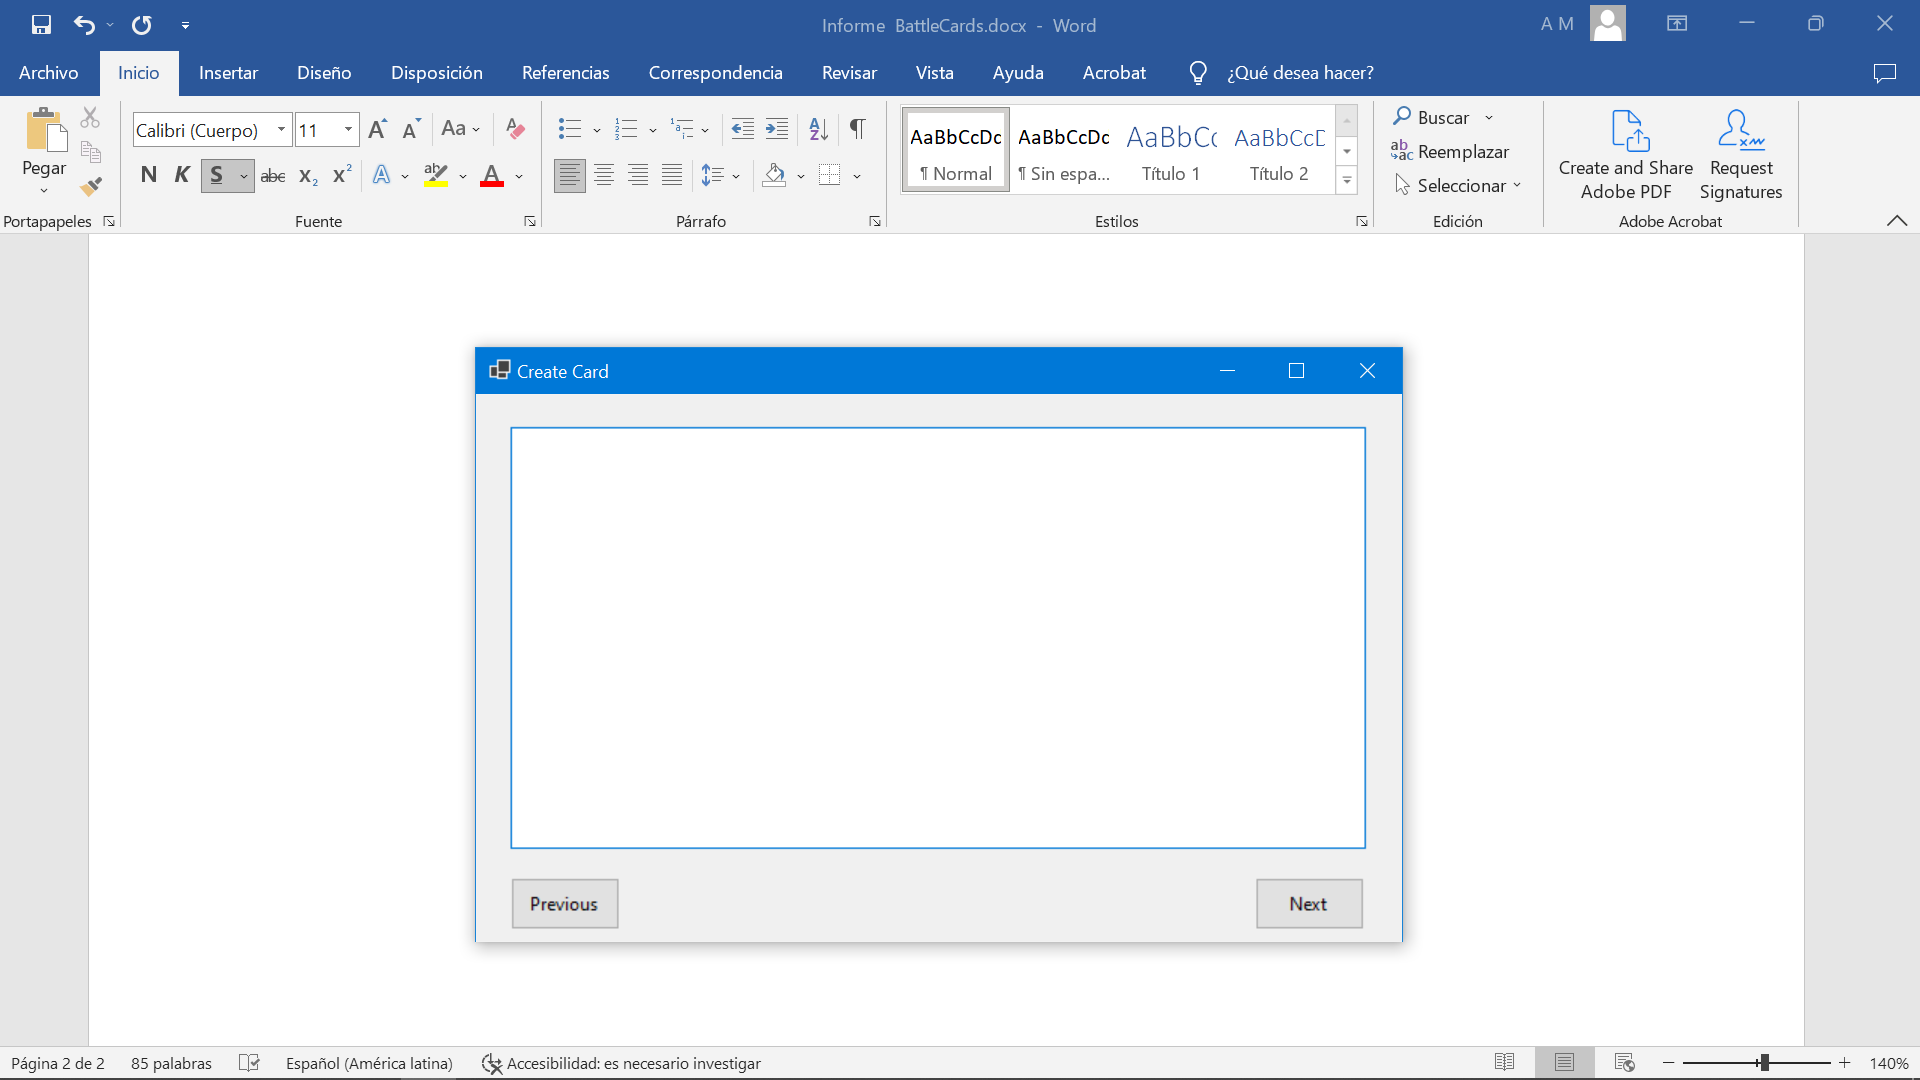 Informe BattleCards.docx - Word
A M
Archivo Inicio Insertar Diseño Disposición Referencias Correspondencia Revisar Vista Ayuda Acrobat ¿Qué desea hacer?
Pegar
Portapapeles
Calibri (Cuerpo) 11 A A Aa A
N K S abc x₂ x² A ab A
Fuente
Párrafo
AaBbCcDc AaBbCcDc AaBbCc AaBbCcD
¶ Normal ¶ Sin espa... Título 1 Título 2
Estilos
Buscar
Reemplazar
Seleccionar
Edición
Create and Share
Adobe PDF
Request
Signatures
Adobe Acrobat
Create Card
Previous
Next
Página 2 de 2 85 palabras Español (América latina) Accesibilidad: es necesario investigar 140%